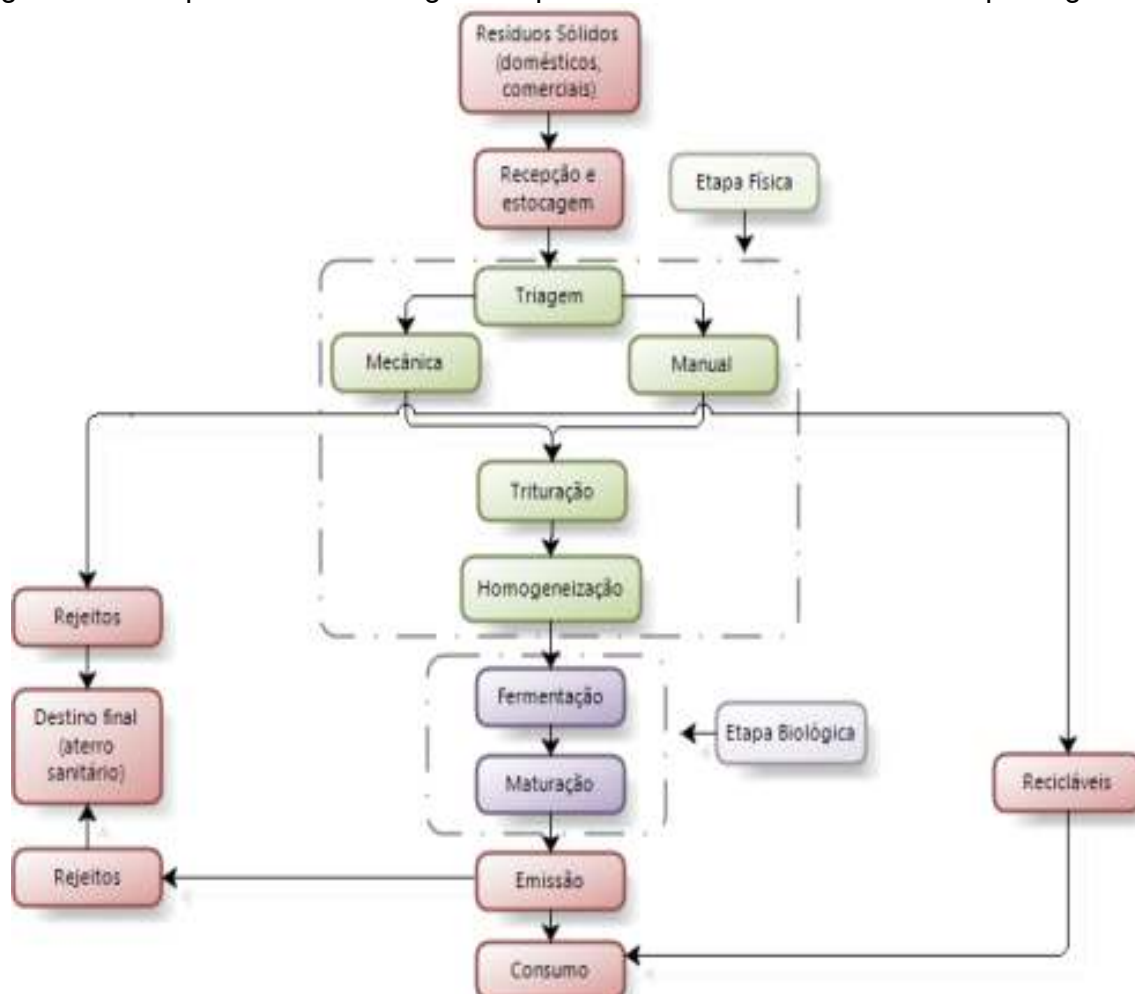 Resíduos Sólidos
(domésticos,
comerciais)
Recepção e
estocagem
Etapa Física
Triagem
Mecânica
Manual
Trituração
Homogeneização
Rejeitos
Fermentação
Destino final
(aterro
sanitário)
Etapa Biológica
Maturação
Recicláveis
Rejeitos
Emissão
Consumo